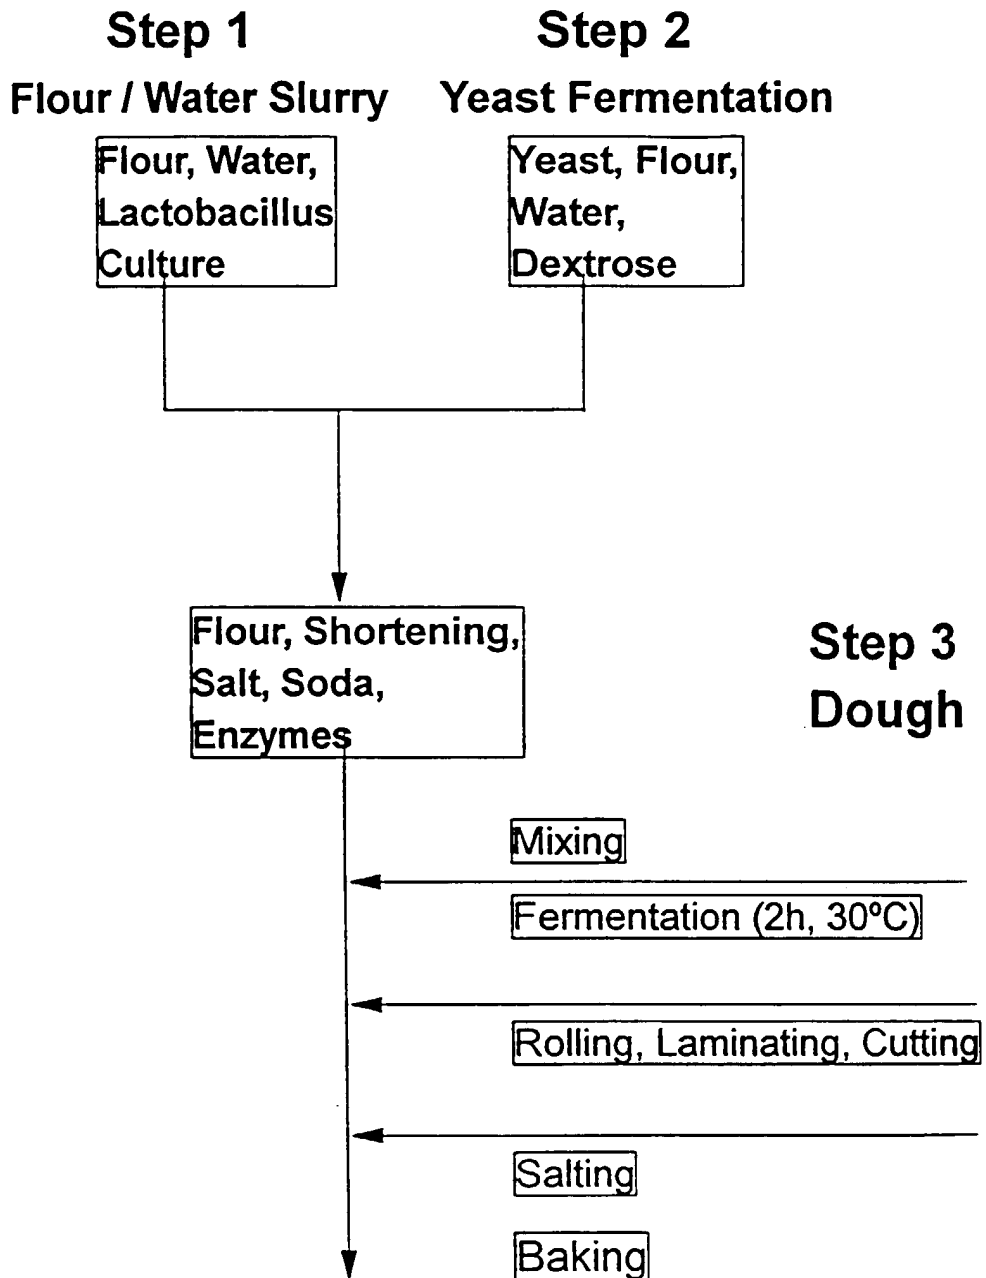 Step 1
Step 2
Flour / Water Slurry
Yeast Fermentation
Flour, Water,
Lactobacillus
Culture
Yeast, Flour,
Water,
Dextrose
Flour, Shortening,
Salt, Soda,
Enzymes
Step 3
Dough
Mixing
Fermentation (2h, 30ºC)
Rolling, Laminating, Cutting
Salting
Baking